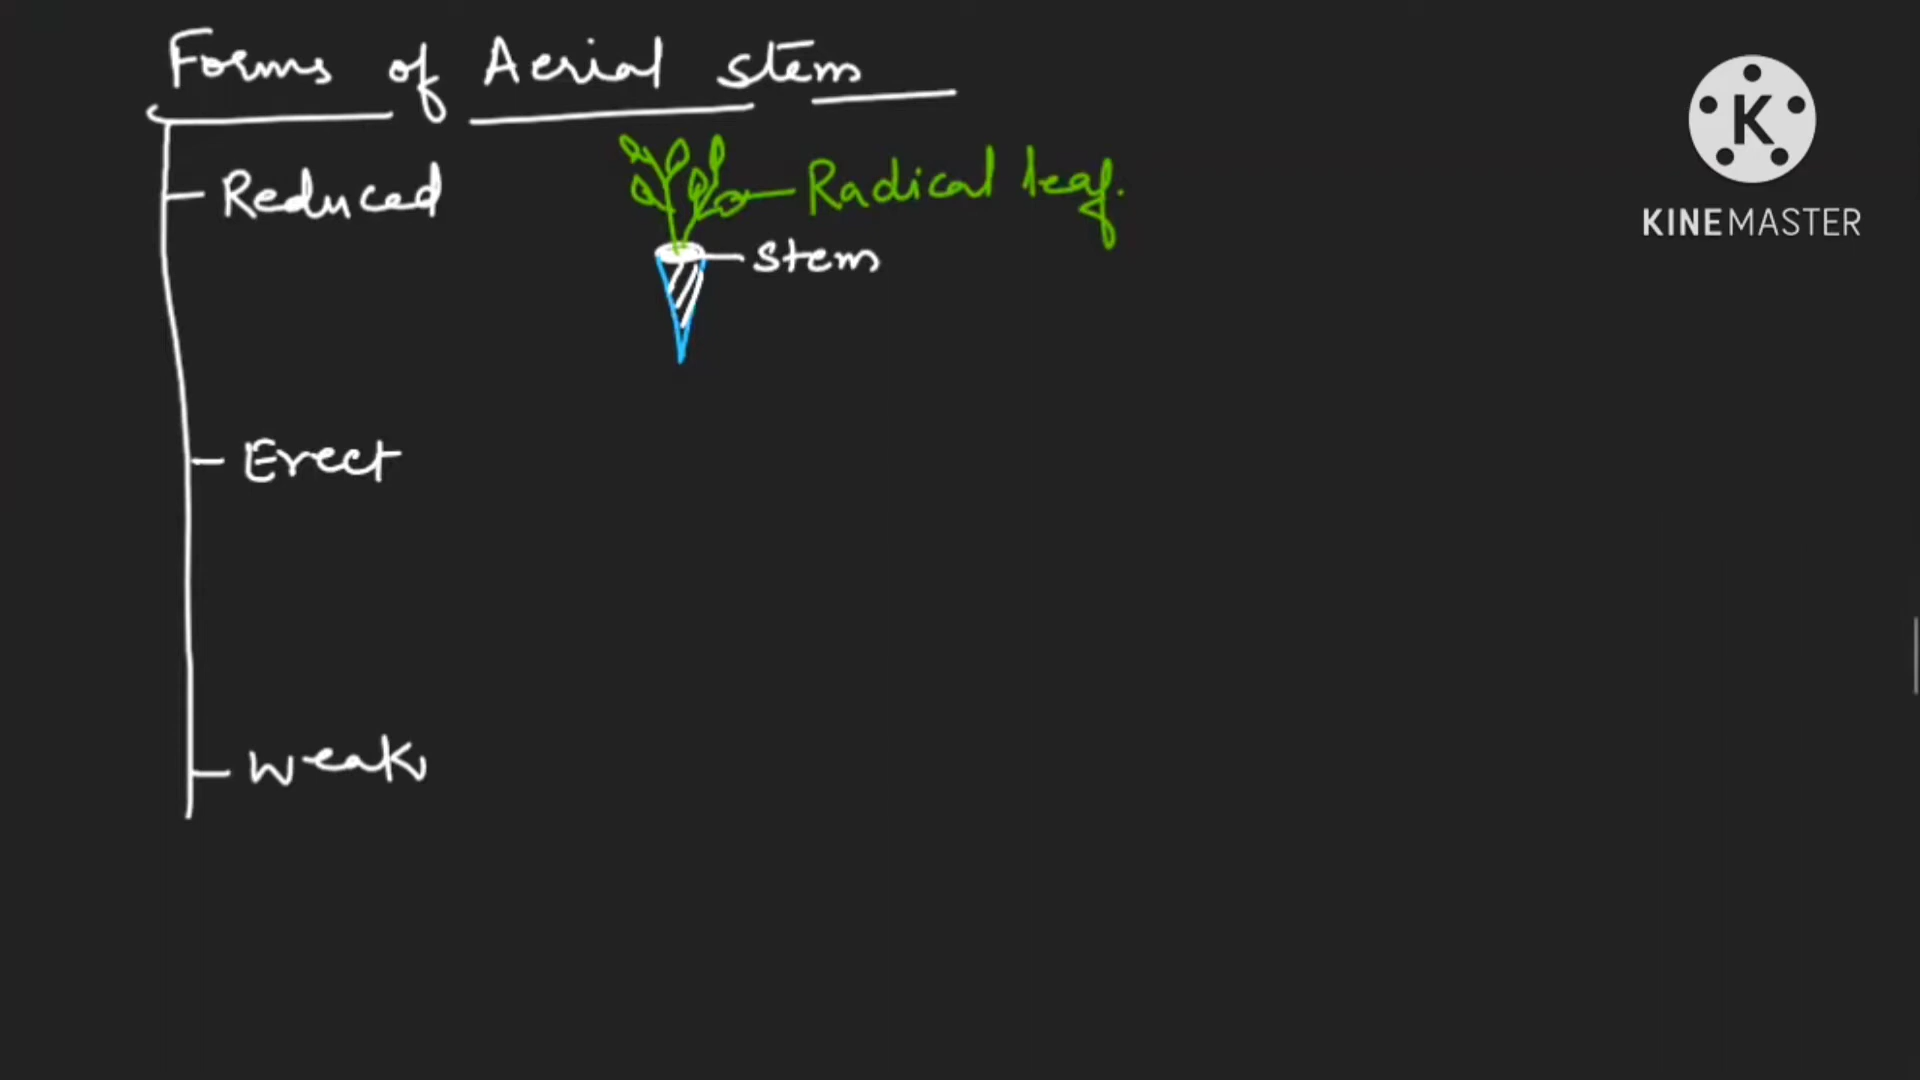 Forms of Aerial stem
Reduced
Radical leaf.
Stem
Erect
Weak
K
KINEMASTER